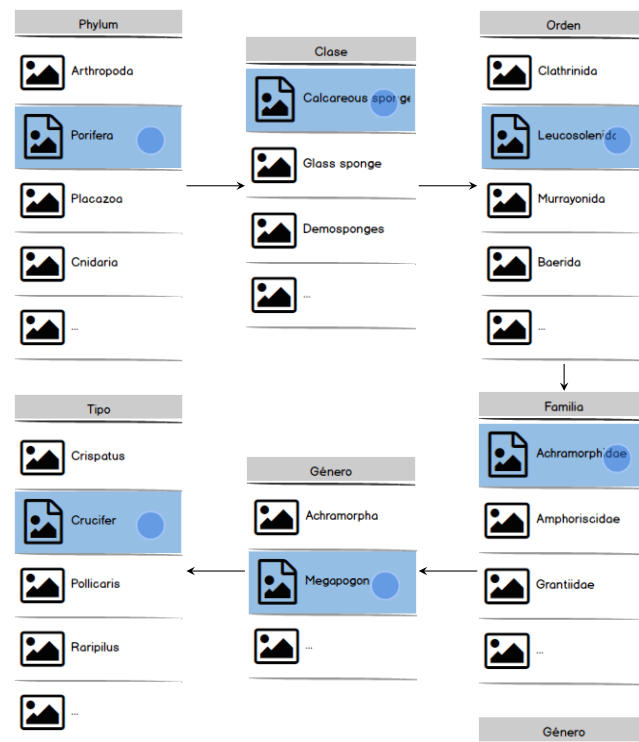 Phylum
Arthropoda
Porifera
Placazoa
Cnidaria
...
Clase
Calcareous sponge
Glass sponge
Demosponges
...
Orden
Clathrinida
Leucosolenida
Murrayonida
Baerida
...
Familia
Achramorphidae
Amphoriscidae
Grantiidae
...
Género
Achramorpha
Megapogon
...
Tipo
Crispatus
Crucifer
Pollicaris
Raripilus
...
Género